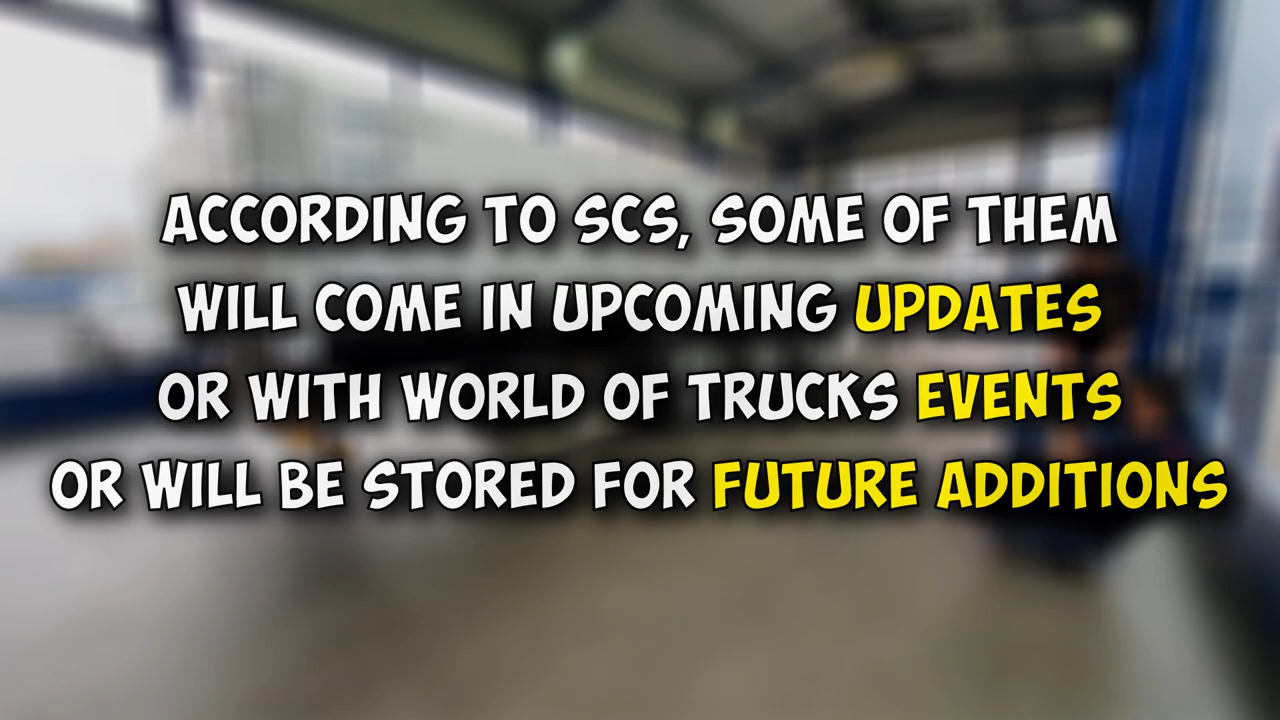 ACCORDING TO SCS, SOME OF THEM
WILL COME IN UPCOMING UPDATES
OR WITH WORLD OF TRUCKS EVENTS
OR WILL BE STORED FOR FUTURE ADDITIONS